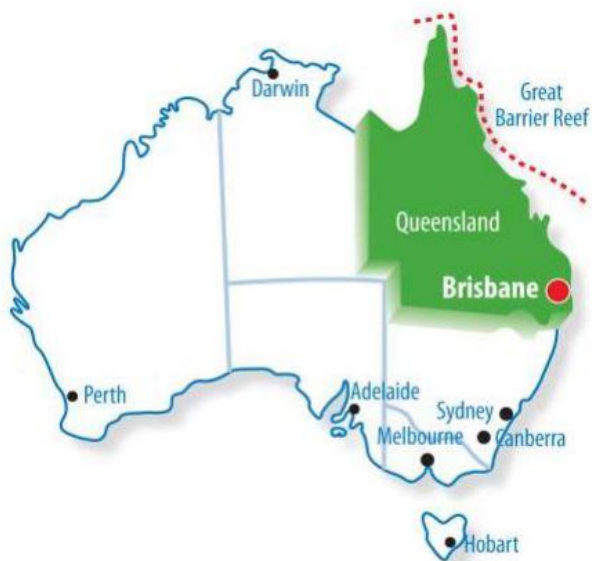 Darwin
Great
Barrier Reef
Queensland
Brisbane
Perth
Adelaide
Sydney
Melbourne
Canberra
Hobart